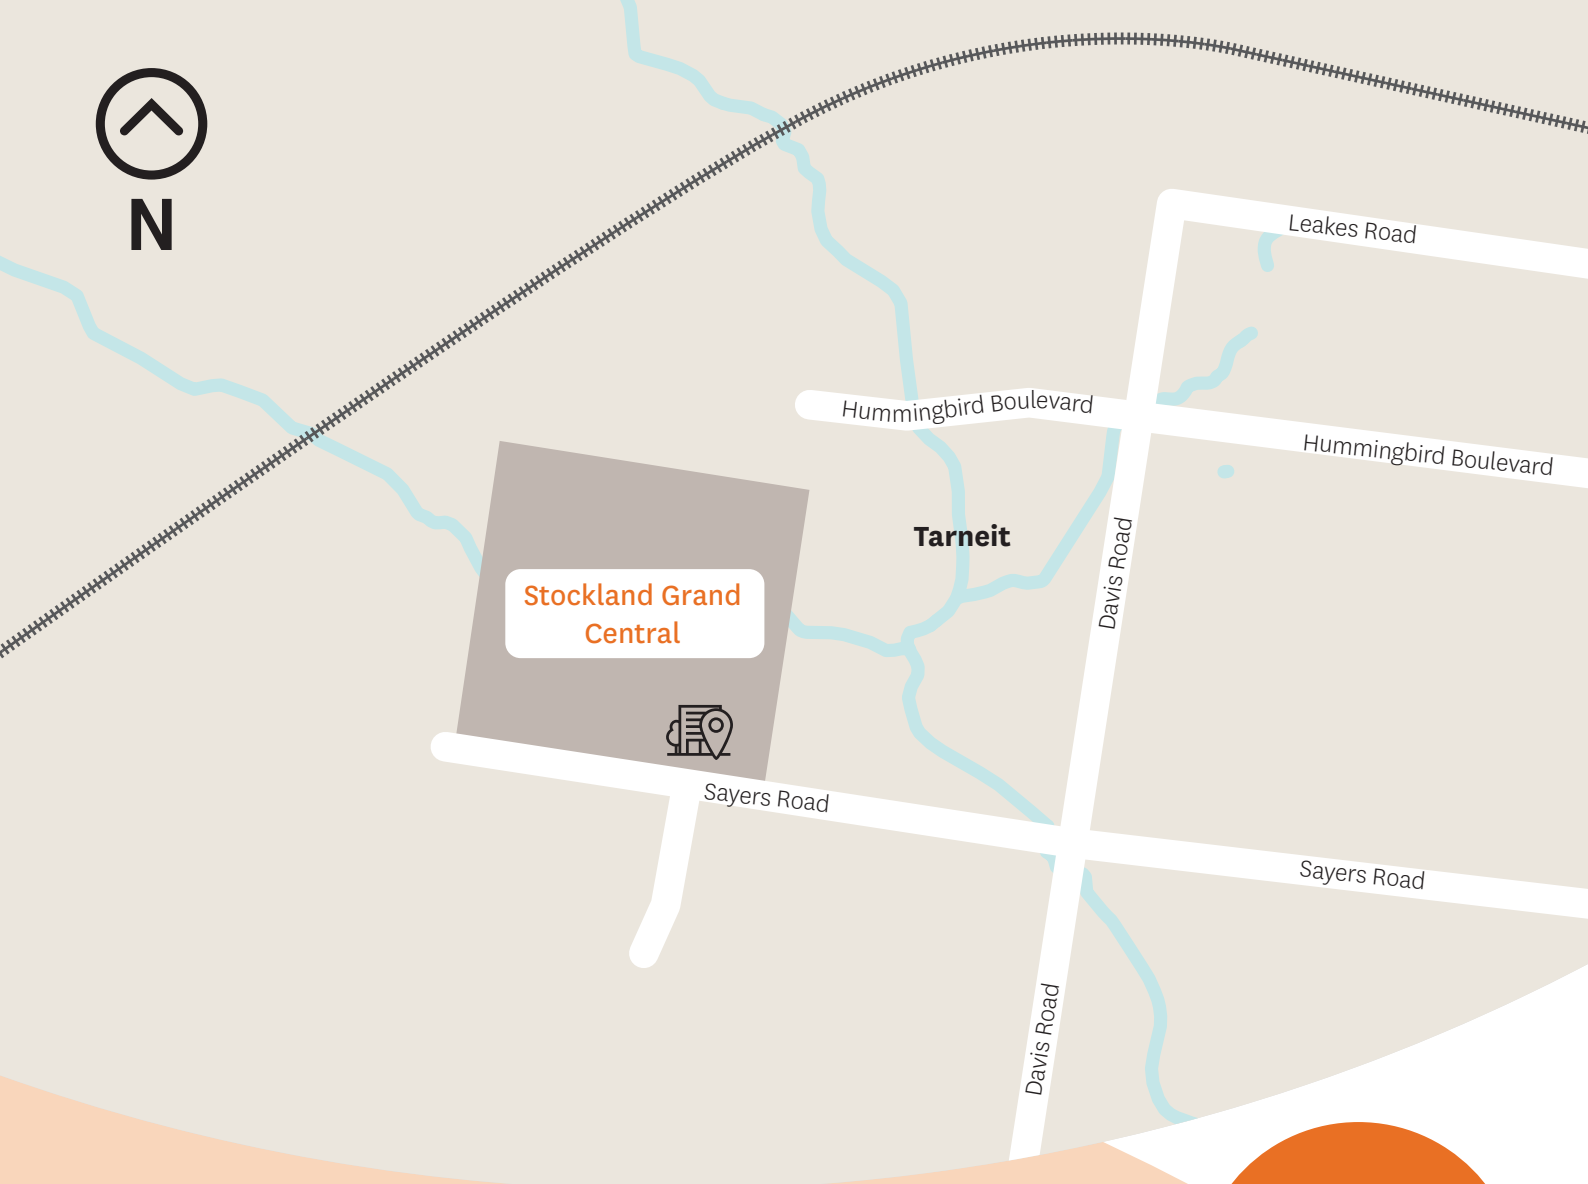 N
Leakes Road
Hummingbird Boulevard
Hummingbird Boulevard
Tarneit
Davis Road
Stockland Grand
Central
Sayers Road
Sayers Road
Davis Road